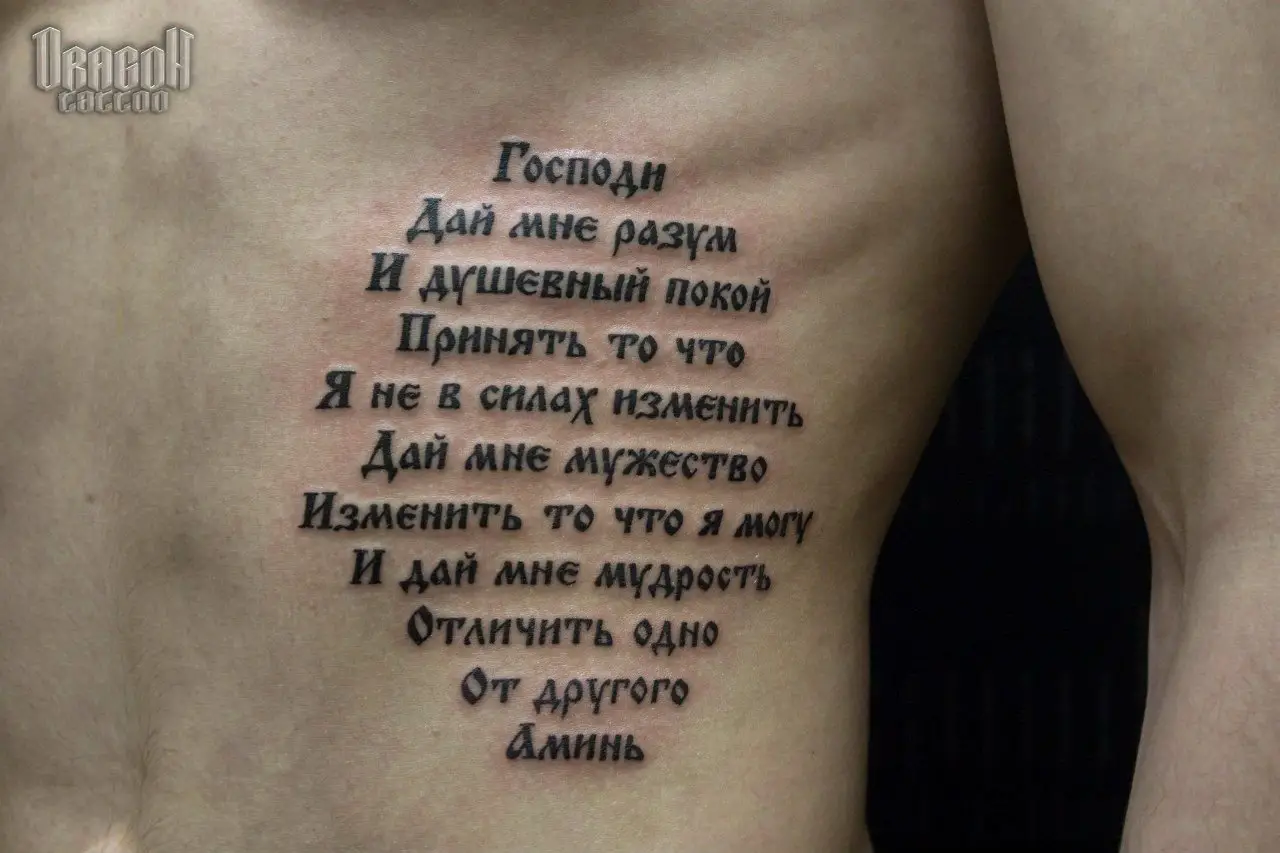 DRAGON
tattoo
Господи
Дай мне разум
И душевный покой
Принять то что
Я не в силах изменить
Дай мне мужество
Изменить то что я могу
И дай мне мудрость
Отличить одно
От другого
Аминь